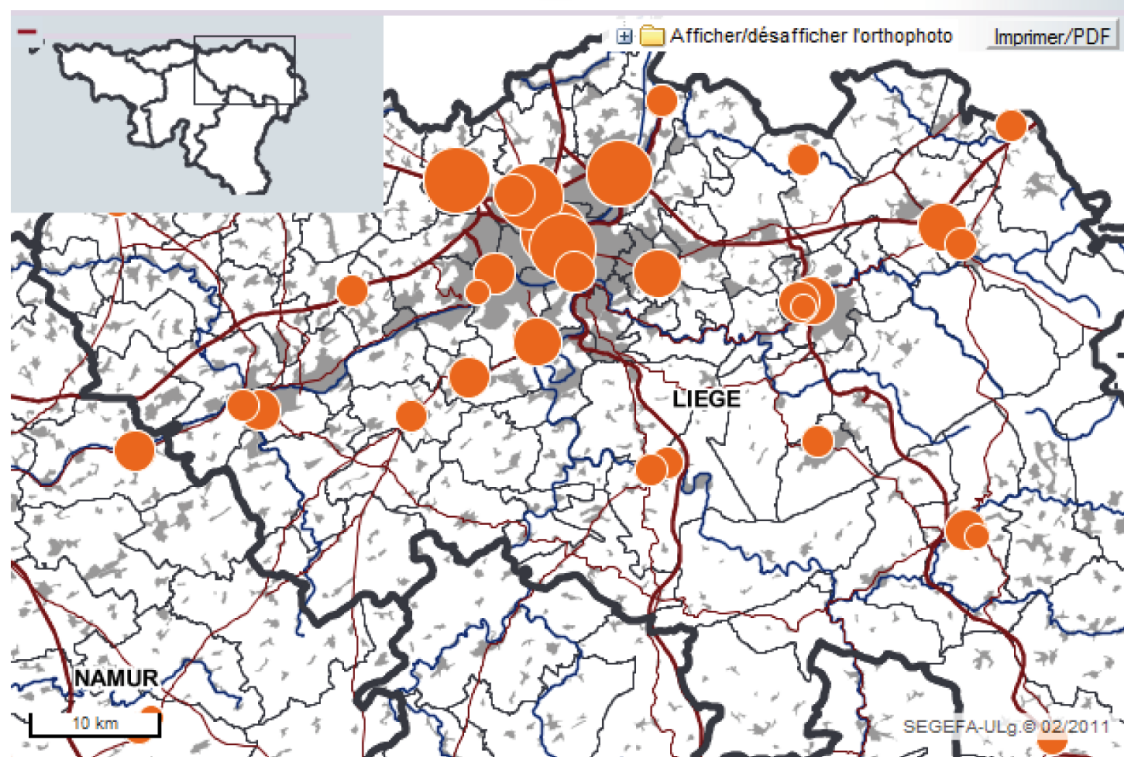 Afficher/désafficher l'orthophoto
Imprimer/PDF
LIEGE
NAMUR
10 km
SEGEFA-ULg.© 02/2011